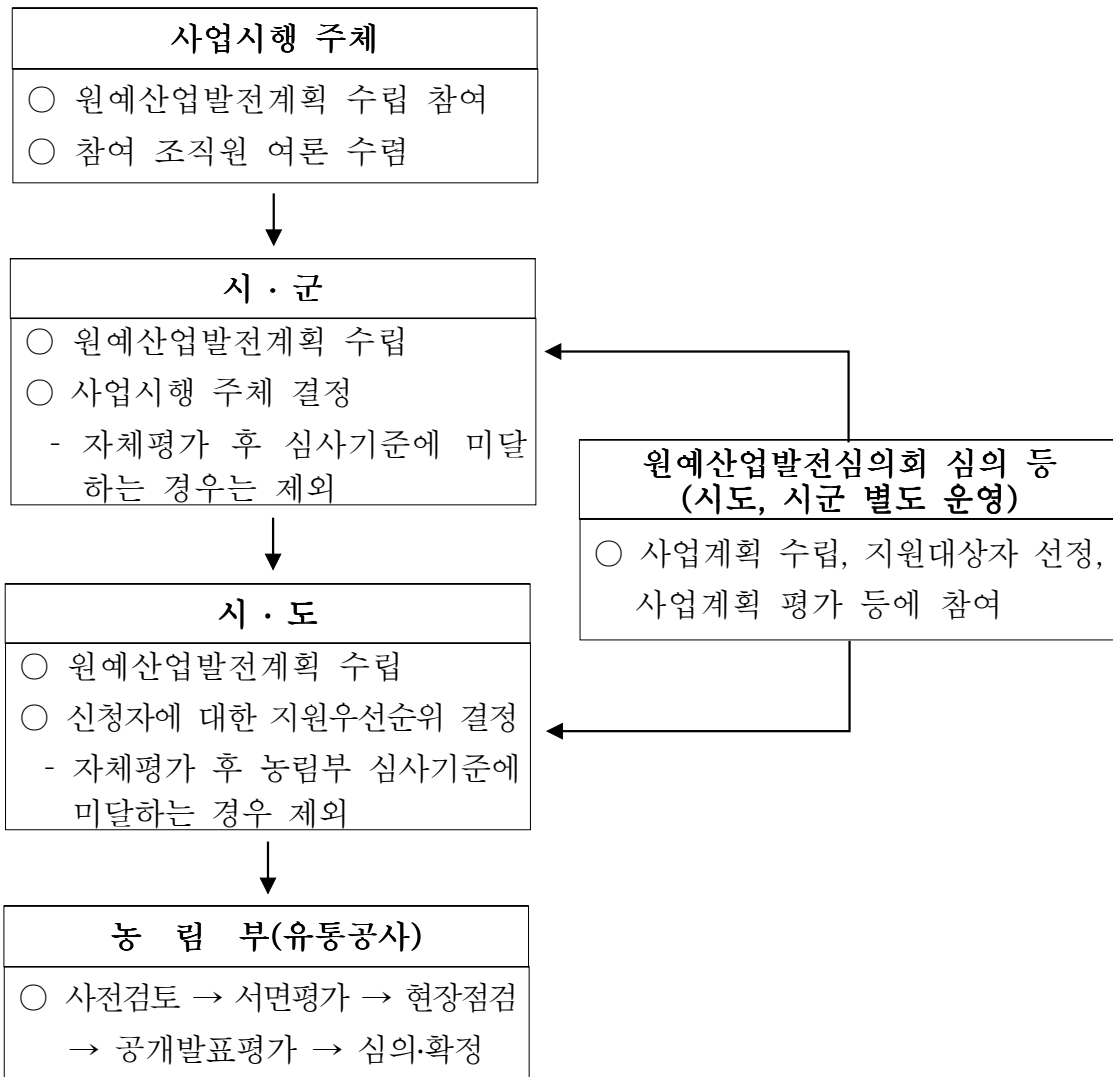 사업시행 주체
○ 원예산업발전계획 수립 참여
○ 참여 조직원 여론 수렴
시 · 군
○ 원예산업발전계획 수립
○ 사업시행 주체 결정
- 자체평가 후 심사기준에 미달
하는 경우는 제외
원예산업발전심의회 심의 등
(시도, 시군 별도 운영)
○ 사업계획 수립, 지원대상자 선정,
사업계획 평가 등에 참여
시 · 도
○ 원예산업발전계획 수립
○ 신청자에 대한 지원우선순위 결정
- 자체평가 후 농림부 심사기준에
미달하는 경우 제외
농 림 부(유통공사)
○ 사전검토 → 서면평가 → 현장점검
→ 공개발표평가 → 심의·확정